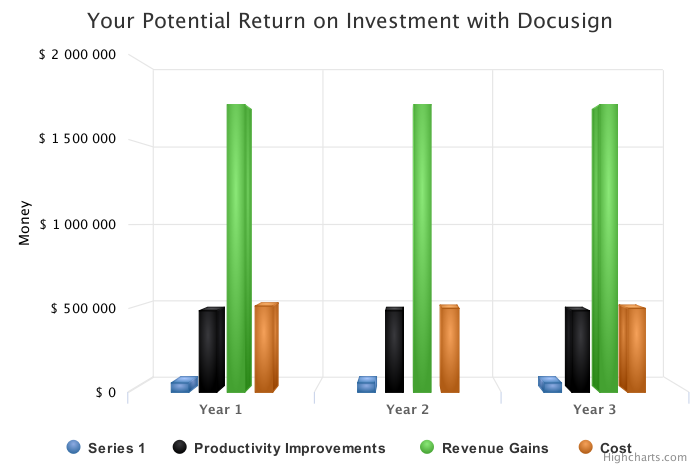 Your Potential Return on Investment with Docusign
$ 2 000 000
$ 1 500 000
$ 1 000 000
$ 500 000
$ 0
Money
Year 1
Year 2
Year 3
Series 1
Productivity Improvements
Revenue Gains
Cost
Highcharts.com